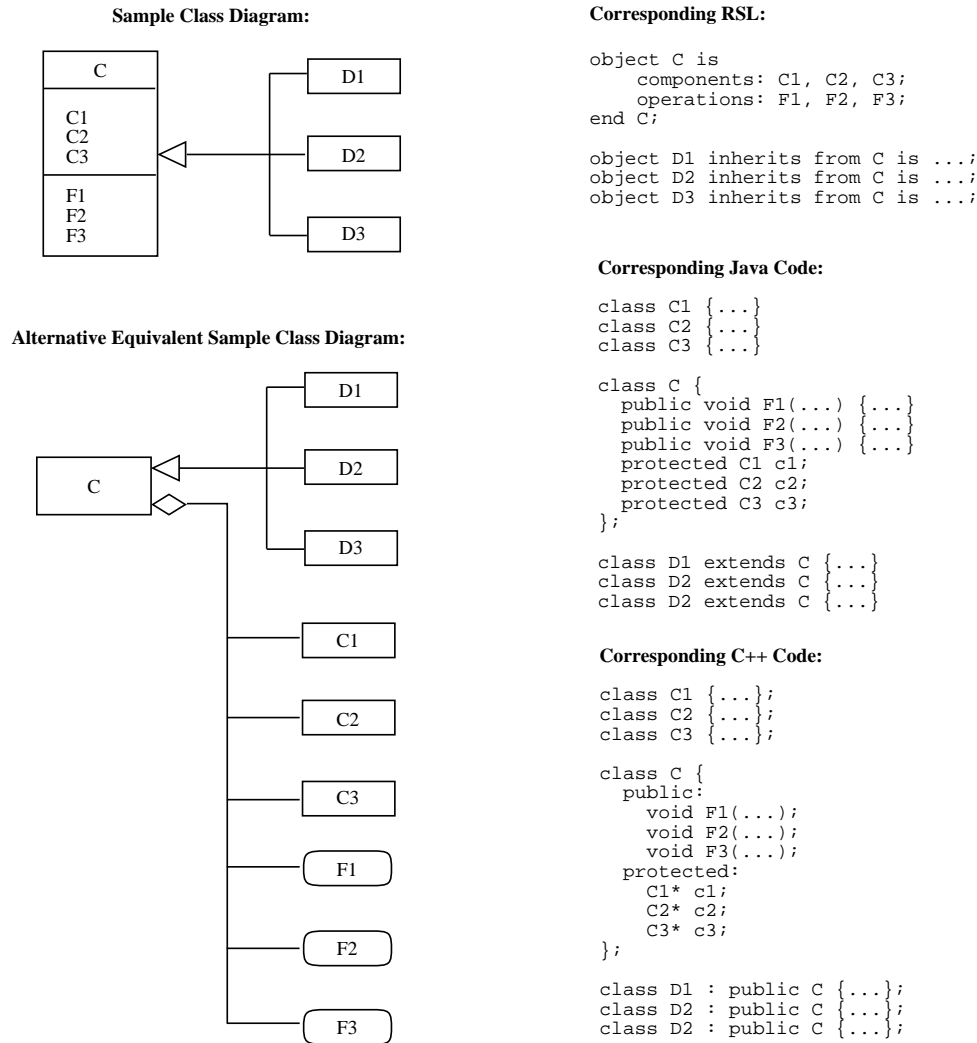 Sample Class Diagram:
C
C1
C2
C3
F1
F2
F3
D1
D2
D3
Alternative Equivalent Sample Class Diagram:
D1
D2
D3
C
C1
C2
C3
F1
F2
F3
Corresponding RSL:
object C is
    components: C1, C2, C3;
    operations: F1, F2, F3;
end C;
object D1 inherits from C is ...;
object D2 inherits from C is ...;
object D3 inherits from C is ...;
Corresponding Java Code:
class C1 {...}
class C2 {...}
class C3 {...}
class C {
  public void F1(...) {...}
  public void F2(...) {...}
  public void F3(...) {...}
  protected C1 c1;
  protected C2 c2;
  protected C3 c3;
};
class D1 extends C {...}
class D2 extends C {...}
class D2 extends C {...}
Corresponding C++ Code:
class C1 {...};
class C2 {...};
class C3 {...};
class C {
  public:
    void F1(...);
    void F2(...);
    void F3(...);
  protected:
    C1* c1;
    C2* c2;
    C3* c3;
};
class D1 : public C {...};
class D2 : public C {...};
class D2 : public C {...};